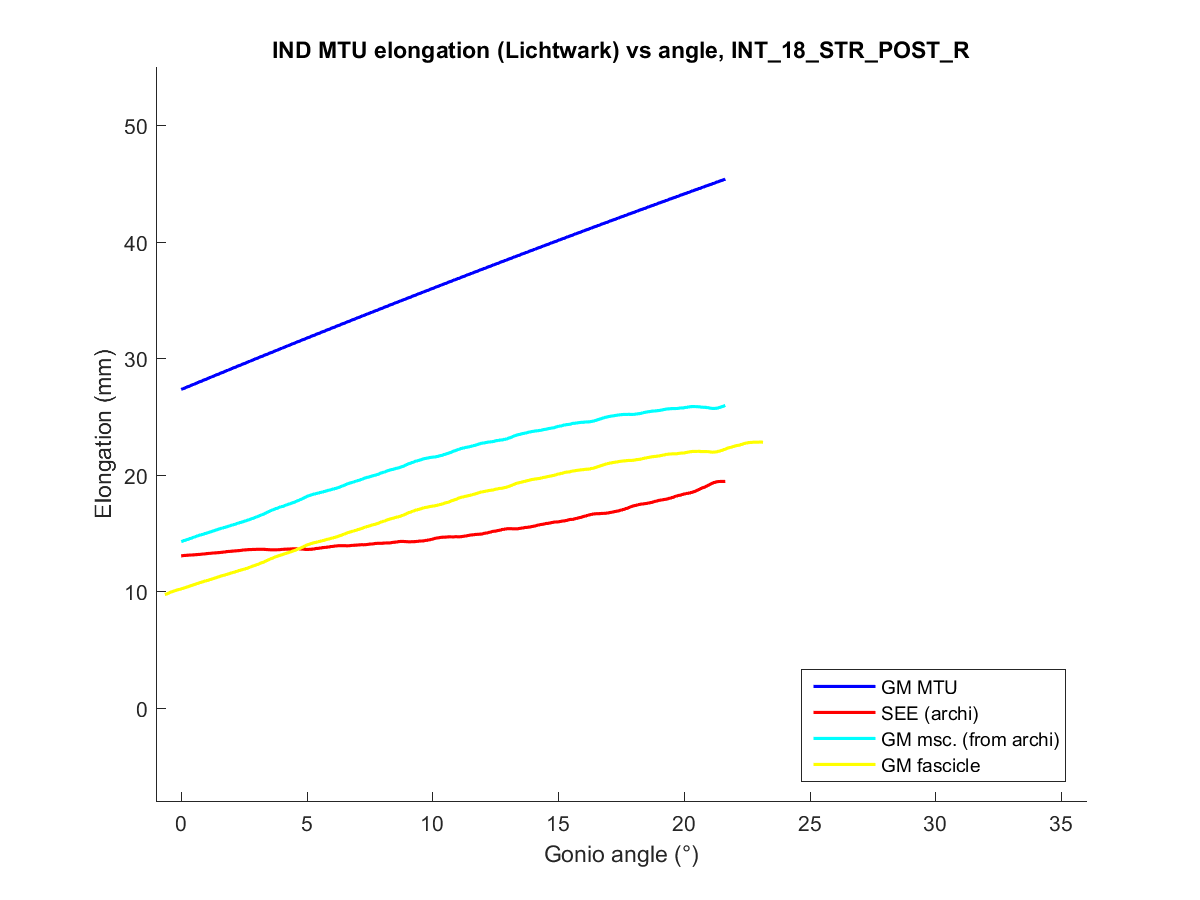 IND MTU elongation (Lichtwark) vs angle, INT_18_STR_POST_R
50
40
30
20
10
0
Elongation (mm)
GM MTU
SEE (archi)
GM msc. (from archi)
GM fascicle
0 5 10 15 20 25 30 35
Gonio angle (°)